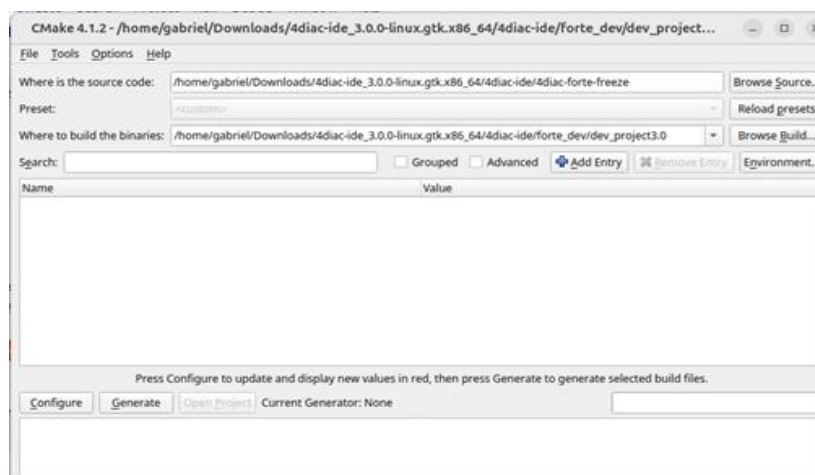 CMake 4.1.2 - /home/gabriel/Downloads/4diac-ide_3.0.0-linux.gtk.x86_64/4diac-ide/forte_dev/dev_project...
File Tools Options Help
Where is the source code: /home/gabriel/Downloads/4diac-ide_3.0.0-linux.gtk.x86_64/4diac-ide/4diac-forte-freeze Browse Source..
Preset: <custom> Reload presets
Where to build the binaries: /home/gabriel/Downloads/4diac-ide_3.0.0-linux.gtk.x86_64/4diac-ide/forte_dev/dev_project3.0 Browse Build...
Search: Grouped Advanced Add Entry Remove Entry Environment..
Name Value
Press Configure to update and display new values in red, then press Generate to generate selected build files.
Configure Generate Open Project Current Generator: None